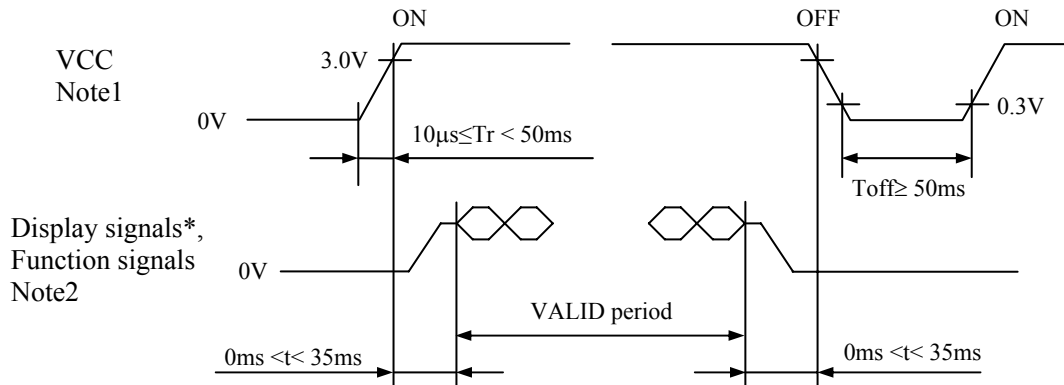 ON
OFF
ON
VCC
Note1
3.0V
0V
0.3V
10μs≤Tr < 50ms
Toff≥ 50ms
Display signals*,
Function signals
Note2
0V
VALID period
0ms <t< 35ms
0ms <t< 35ms